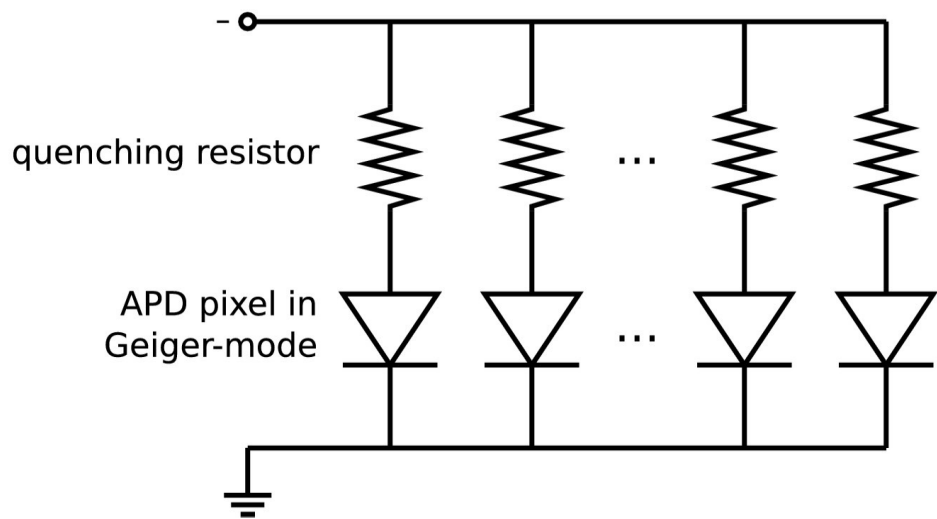 –
quenching resistor
...
APD pixel in
Geiger-mode
...